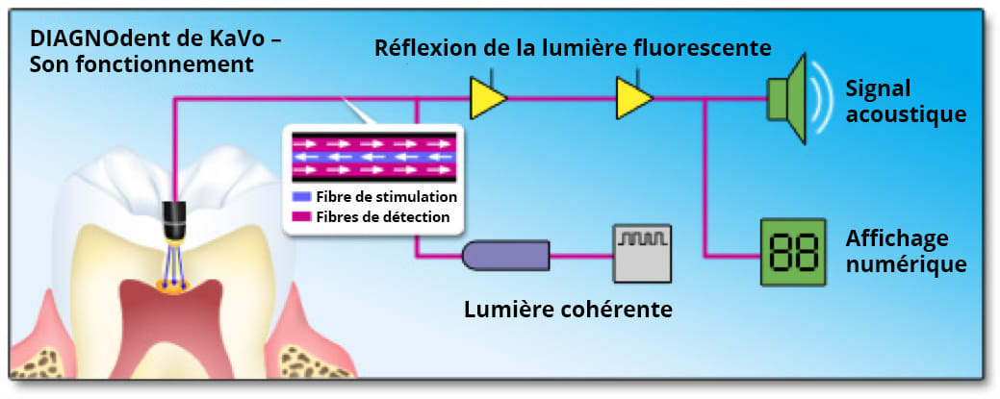 DIAGNOdent de KaVo –
Son fonctionnement
Réflexion de la lumière fluorescente
Signal
acoustique
Fibre de stimulation
Fibres de détection
Affichage
numérique
88
Lumière cohérente